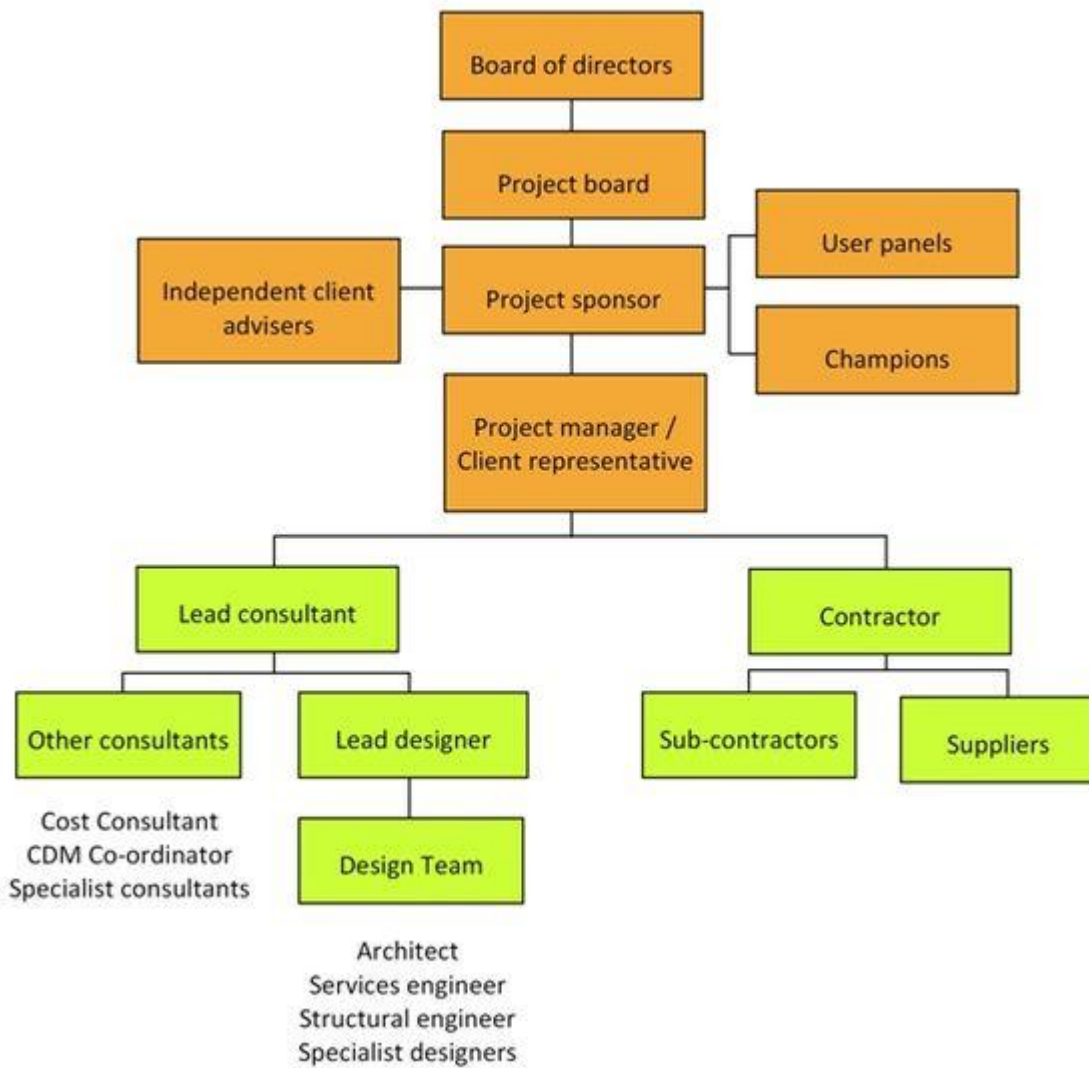 Board of directors
Project board
User panels
Independent client
advisers
Project sponsor
Champions
Project manager /
Client representative
Lead consultant
Contractor
Other consultants
Lead designer
Sub-contractors
Suppliers
Cost Consultant
CDM Co-ordinator
Specialist consultants
Design Team
Architect
Services engineer
Structural engineer
Specialist designers